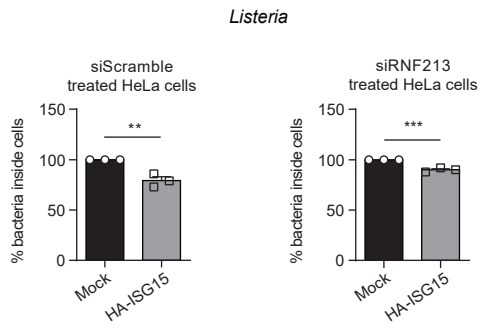 Listeria
siScramble
treated HeLa cells
% bacteria inside cells
150
100
50
0
**
Mock
HA-ISG15
siRNF213
treated HeLa cells
% bacteria inside cells
150
100
50
0
***
Mock
HA-ISG15